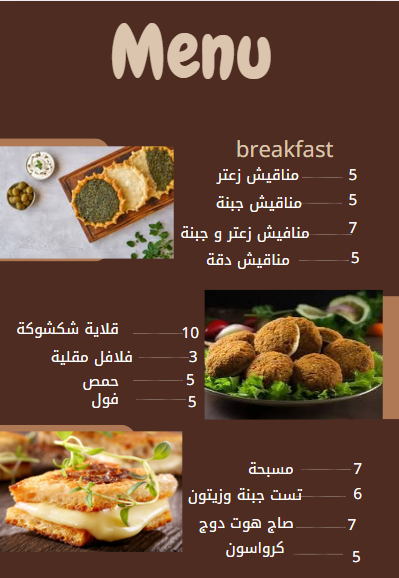 Menu
breakfast
مناقيش زعتر 5
مناقيش جبنة 5
منافيش زعتر و جبنة 7
مناقيش دقة 5
قلاية شكشوكة 10
فلافل مقلية 3
حمص 5
فول 5
مسبحة 7
تست جبنة وزيتون 6
صاج هوت دوج 7
كرواسون 5